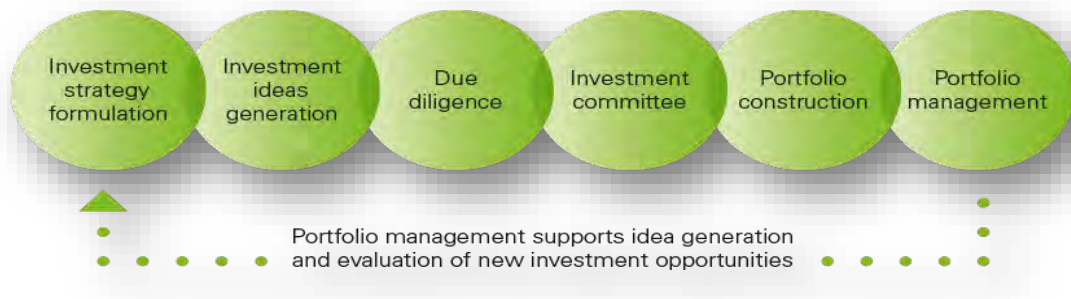 Investment
strategy
formulation
Investment
ideas
generation
Due
diligence
Investment
committee
Portfolio
construction
Portfolio
management
Portfolio management supports idea generation
and evaluation of new investment opportunities